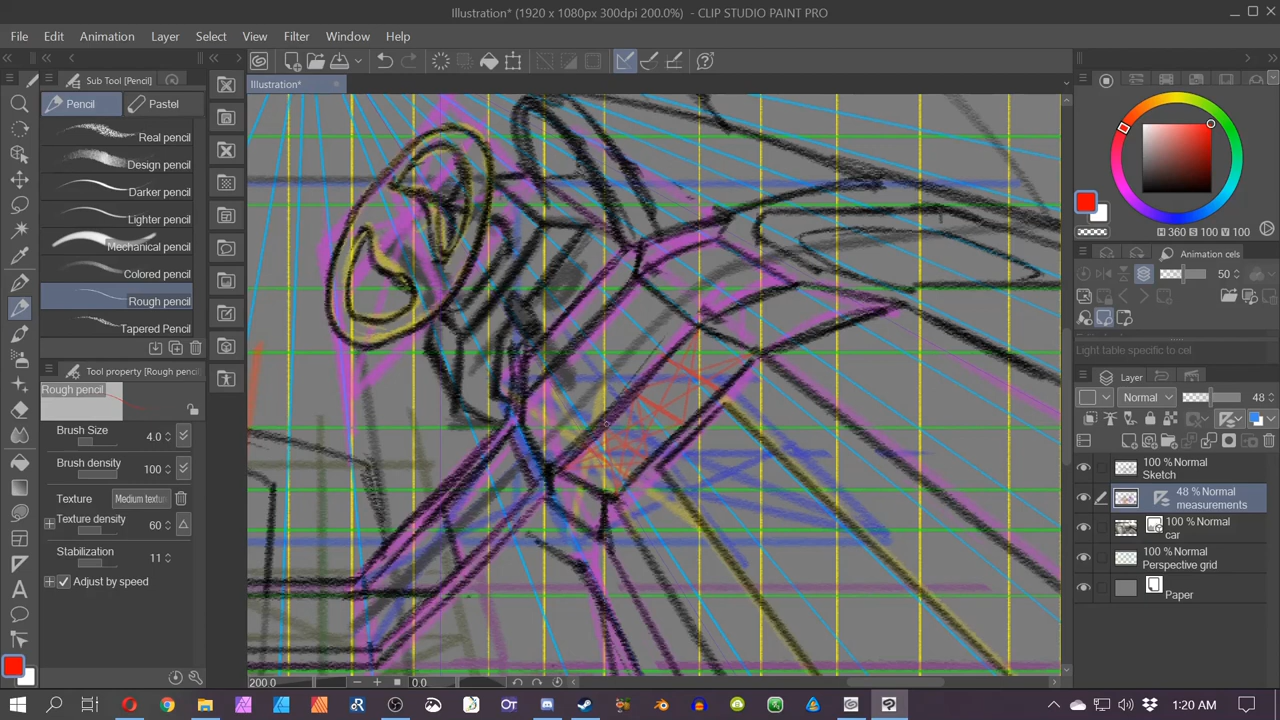 Illustration* (1920 x 1080px 300dpi 200.0%) - CLIP STUDIO PAINT PRO
File Edit Animation Layer Select View Filter Window Help
Sub Tool [Pencil]
Illustration*
Pencil Pastel
Real pencil
Design pencil
Darker pencil
Lighter pencil
Mechanical pencil
Colored pencil
Rough pencil
Tapered Pencil
Tool property [Rough pencil]
Rough pencil
Brush Size 4.0
Brush density 100
Texture Medium textur
Texture density 60
Stabilization 11
Adjust by speed
200.0 0.0
H 360 S 100 V 100
Animation cels
50
Light table specific to cel
Layer
Normal 48
100 % Normal
Sketch
48 % Normal
measurements
100 % Normal
car
100 % Normal
Perspective grid
Paper
1:20 AM